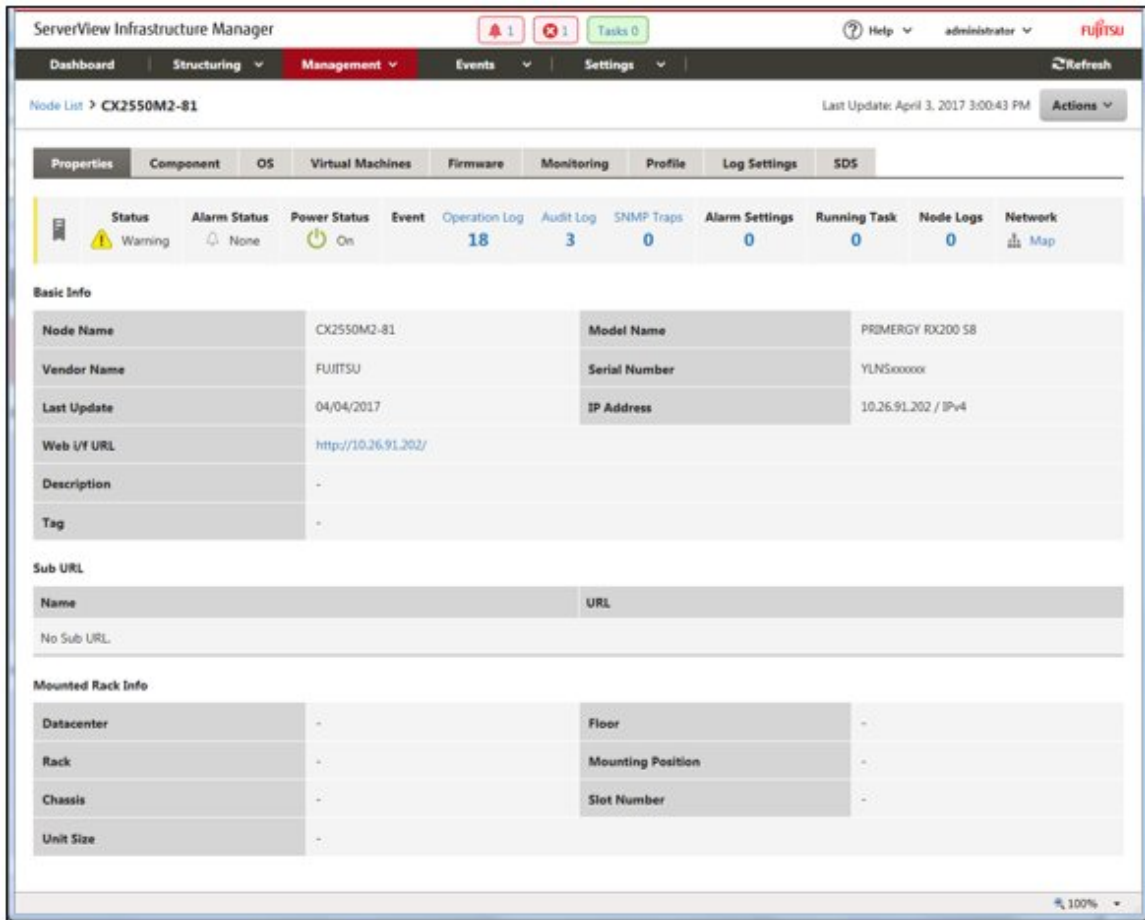 ServerView Infrastructure Manager 1 1 Tasks 0 Help administrator FUJITSU
Dashboard Structuring Management Events Settings Refresh
Node List > CX2550M2-81 Last Update: April 3, 2017 3:00:43 PM Actions
Properties Component OS Virtual Machines Firmware Monitoring Profile Log Settings SDS
Status Alarm Status Power Status Event Operation Log Audit Log SNMP Traps Alarm Settings Running Task Node Logs Network
Warning None On 18 3 0 0 0 0 Map
Basic Info
Node Name CX2550M2-81 Model Name PRIMERGY RX200 S8
Vendor Name FUJITSU Serial Number YLNSxxxxxx
Last Update 04/04/2017 IP Address 10.26.91.202 / IPv4
Web i/f URL http://10.26.91.202/
Description -
Tag -
Sub URL
Name URL
No Sub URL.
Mounted Rack Info
Datacenter - Floor -
Rack - Mounting Position -
Chassis - Slot Number -
Unit Size -
100%